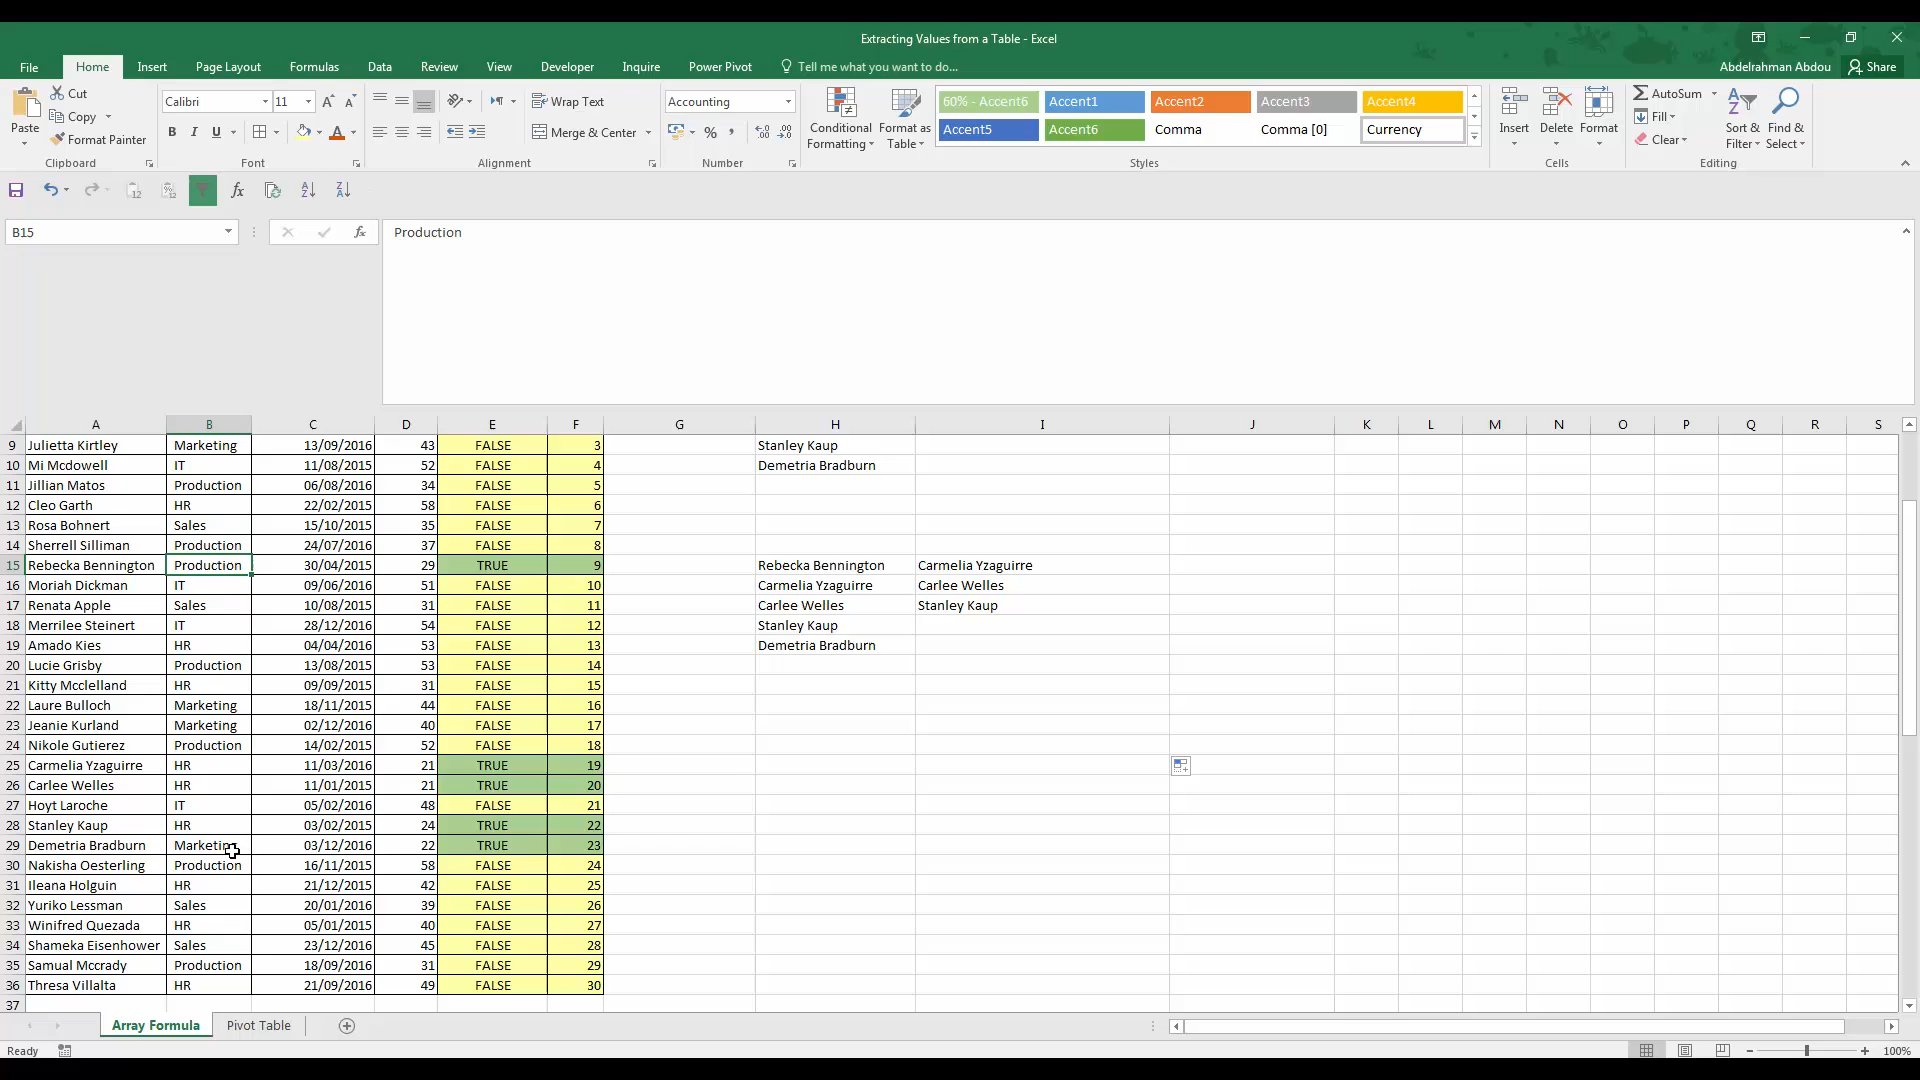 Extracting Values from a Table - Excel
File Home Insert Page Layout Formulas Data Review View Developer Inquire Power Pivot Tell me what you want to do... Abdelrahman Abdou Share
Paste Cut Copy Format Painter Clipboard
Calibri 11 B I U Font
Wrap Text Merge & Center Alignment
Accounting % Number
Conditional Formatting Format as Table
60% - Accent6 Accent1 Accent2 Accent3 Accent4
Accent5 Accent6 Comma Comma [0] Currency
Styles
Insert Delete Format Cells
AutoSum Fill Clear Sort & Filter Find & Select Editing
B15 fx Production
A B C D E F G H I J K L M N O P Q R S
9 Julietta Kirtley Marketing 13/09/2016 43 FALSE 3 Stanley Kaup
10 Mi Mcdowell IT 11/08/2015 52 FALSE 4 Demetria Bradburn
11 Jillian Matos Production 06/08/2016 34 FALSE 5
12 Cleo Garth HR 22/02/2015 58 FALSE 6
13 Rosa Bohnert Sales 15/10/2015 35 FALSE 7
14 Sherrell Silliman Production 24/07/2016 37 FALSE 8
15 Rebecka Bennington Production 30/04/2015 29 TRUE 9 Rebecka Bennington Carmelia Yzaguirre
16 Moriah Dickman IT 09/06/2016 51 FALSE 10 Carmelia Yzaguirre Carlee Welles
17 Renata Apple Sales 10/08/2015 31 FALSE 11 Carlee Welles Stanley Kaup
18 Merrilee Steinert IT 28/12/2016 54 FALSE 12 Stanley Kaup
19 Amado Kies HR 04/04/2016 53 FALSE 13 Demetria Bradburn
20 Lucie Grisby Production 13/08/2015 53 FALSE 14
21 Kitty Mcclelland HR 09/09/2015 31 FALSE 15
22 Laure Bulloch Marketing 18/11/2015 44 FALSE 16
23 Jeanie Kurland Marketing 02/12/2016 40 FALSE 17
24 Nikole Gutierez Production 14/02/2015 52 FALSE 18
25 Carmelia Yzaguirre HR 11/03/2016 21 TRUE 19
26 Carlee Welles HR 11/01/2015 21 TRUE 20
27 Hoyt Laroche IT 05/02/2016 48 FALSE 21
28 Stanley Kaup HR 03/02/2015 24 TRUE 22
29 Demetria Bradburn Marketing 03/12/2016 22 TRUE 23
30 Nakisha Oesterling Production 16/11/2015 58 FALSE 24
31 Ileana Holguin HR 21/12/2015 42 FALSE 25
32 Yuriko Lessman Sales 20/01/2016 39 FALSE 26
33 Winifred Quezada HR 05/01/2015 40 FALSE 27
34 Shameka Eisenhower Sales 23/12/2016 45 FALSE 28
35 Samual Mccrady Production 18/09/2016 31 FALSE 29
36 Thresa Villalta HR 21/09/2016 49 FALSE 30
37
Array Formula Pivot Table
Ready 100%